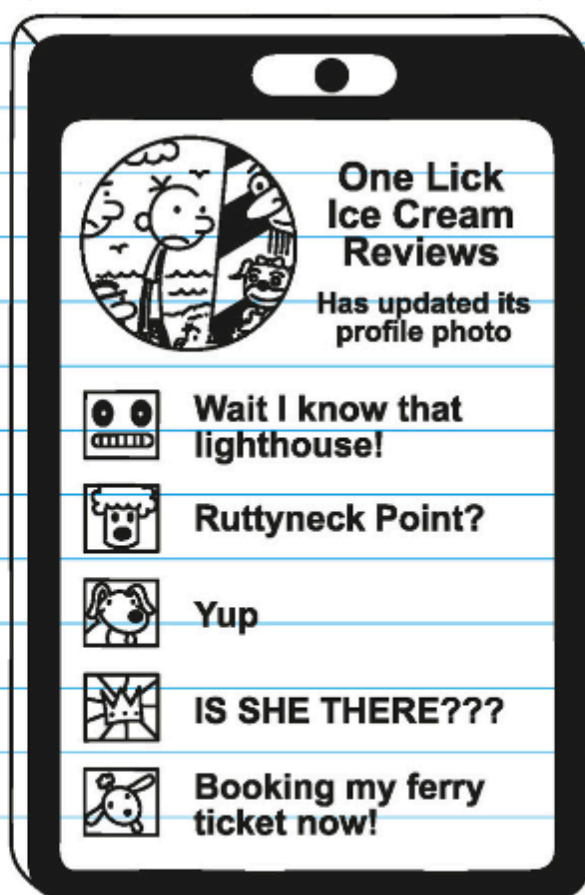 One Lick
Ice Cream
Reviews
Has updated its
profile photo
Wait I know that
lighthouse!
Ruttyneck Point?
Yup
IS SHE THERE???
Booking my ferry
ticket now!